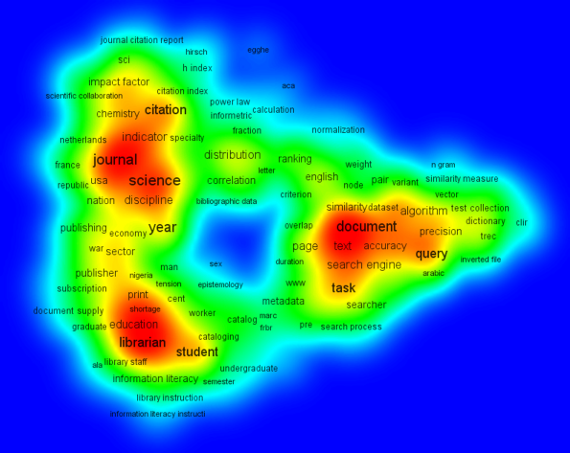 journal citation report
hirsch
egghe
sci
h index
impact factor
citation index
aca
scientific collaboration
power law
chemistry
citation
informetric
calculation
netherlands
indicator
specialty
fraction
normalization
france
journal
distribution
ranking
weight
n gram
letter
republic
usa
science
correlation
english
node
pair
variant
similarity measure
nation
discipline
bibliographic data
criterion
vector
similarity
dataset
algorithm
test collection
publishing
economy
year
overlap
document
dictionary
clir
precision
trec
war
sector
page
text
accuracy
query
publisher
nigeria
man
sex
duration
search engine
inverted file
arabic
subscription
tension
epistemology
www
task
print
cent
metadata
searcher
document supply
shortage
worker
catalog
marc
graduate
education
frbr
pre
search process
librarian
cataloging
student
ala
library staff
undergraduate
information literacy
semester
library instruction
information literacy instructi